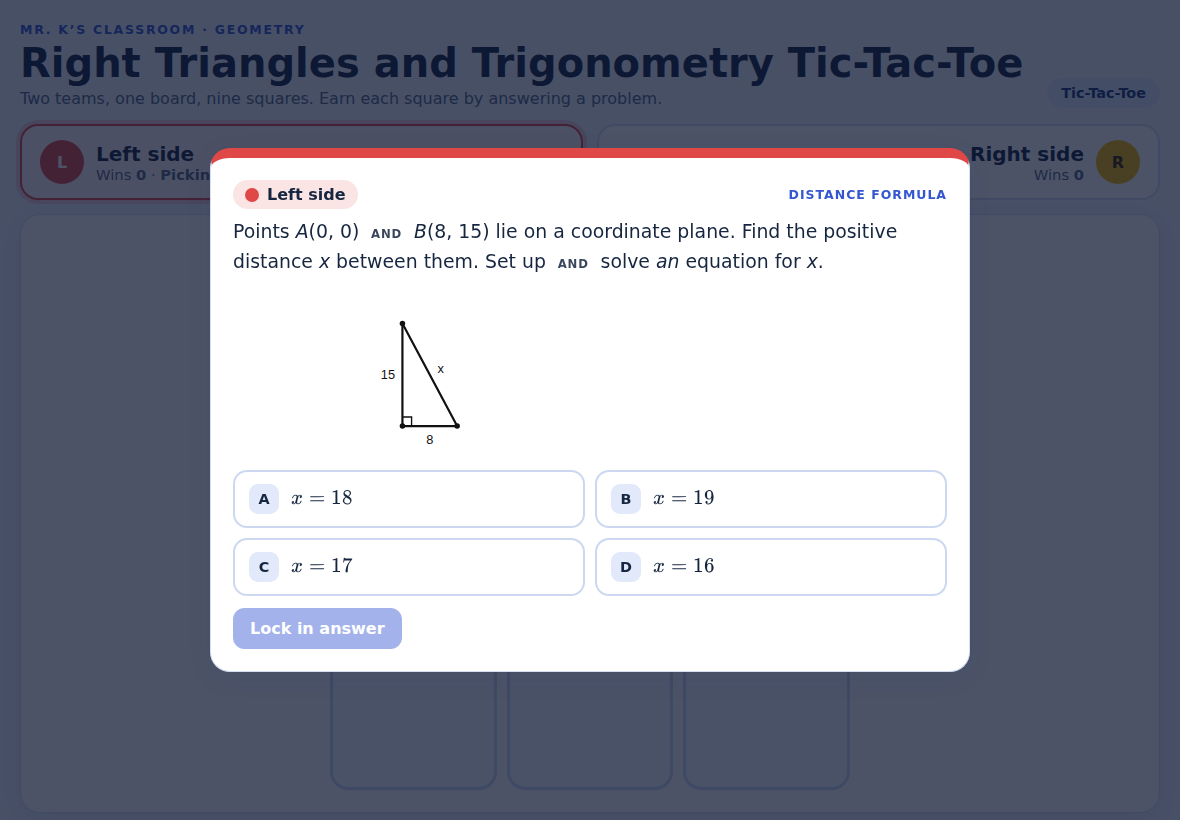 MR. K’S CLASSROOM · GEOMETRY
Right Triangles and Trigonometry Tic-Tac-Toe
Two teams, one board, nine squares. Earn each square by answering a problem.
Tic-Tac-Toe
L
Left side
Wins 0 · Pickin
Right side
Wins 0
R
Left side
DISTANCE FORMULA
Points A(0, 0) AND B(8, 15) lie on a coordinate plane. Find the positive
distance x between them. Set up AND solve an equation for x.
15
x
8
A x = 18
B x = 19
C x = 17
D x = 16
Lock in answer